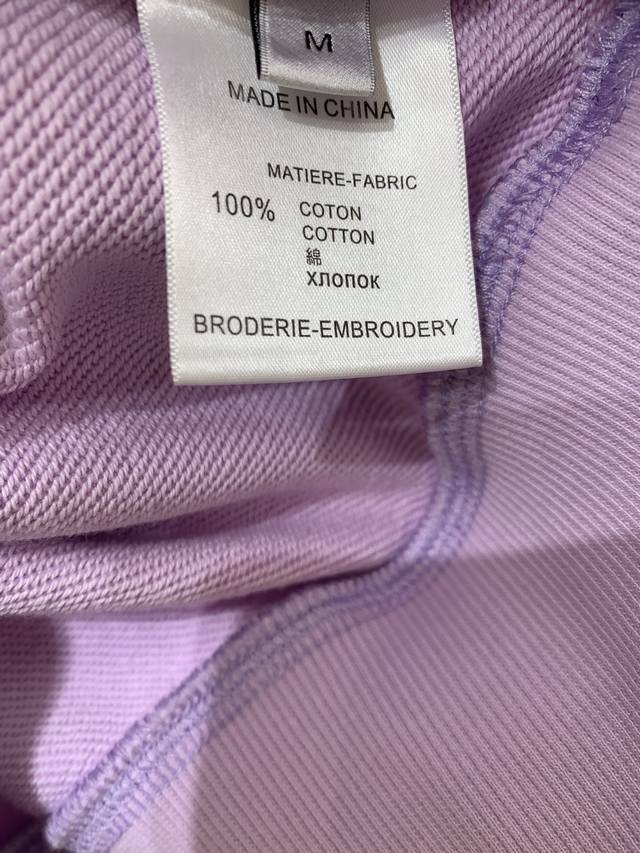 M
MADE IN CHINA
MATIERE-FABRIC
100% COTON
COTTON
綿
ХЛОПОК
BRODERIE-EMBROIDERY